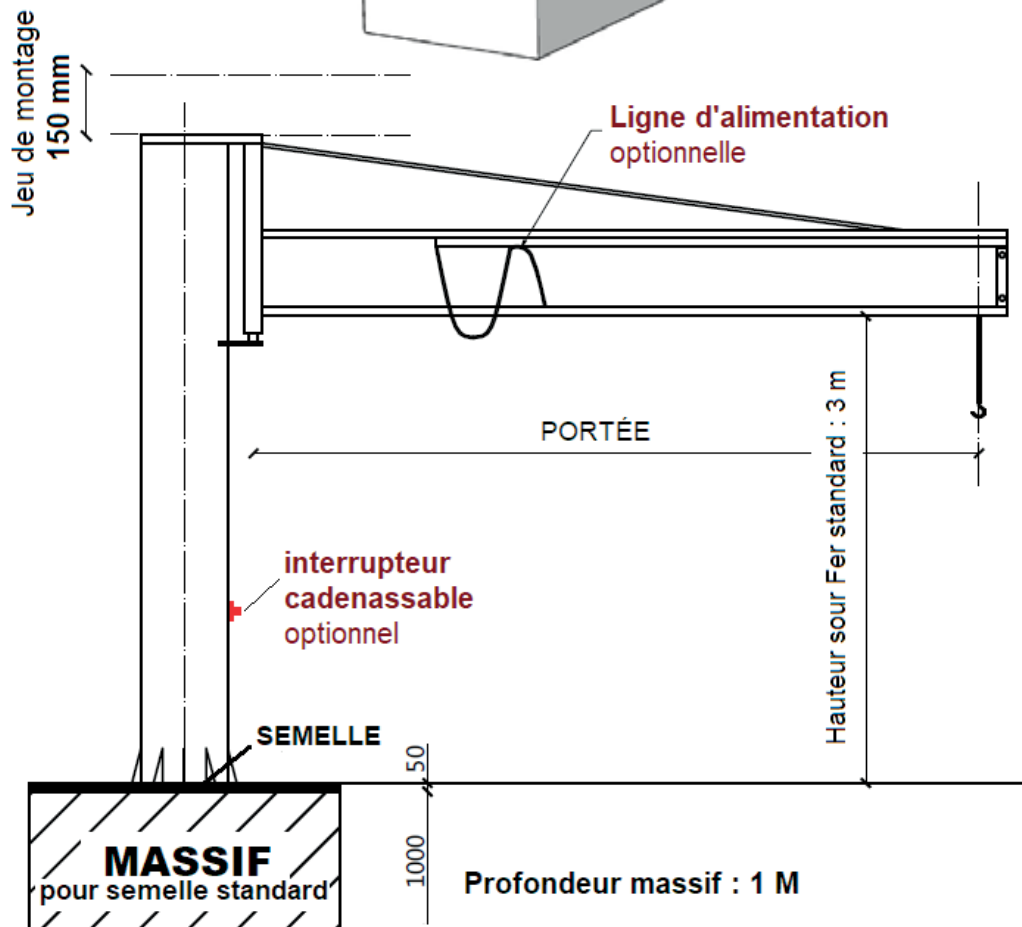 Jeu de montage
150 mm
Ligne d'alimentation
optionnelle
PORTÉE
Hauteur sour Fer standard : 3 m
interrupteur
cadenassable
optionnel
SEMELLE
50
1000
MASSIF
pour semelle standard
Profondeur massif : 1 M